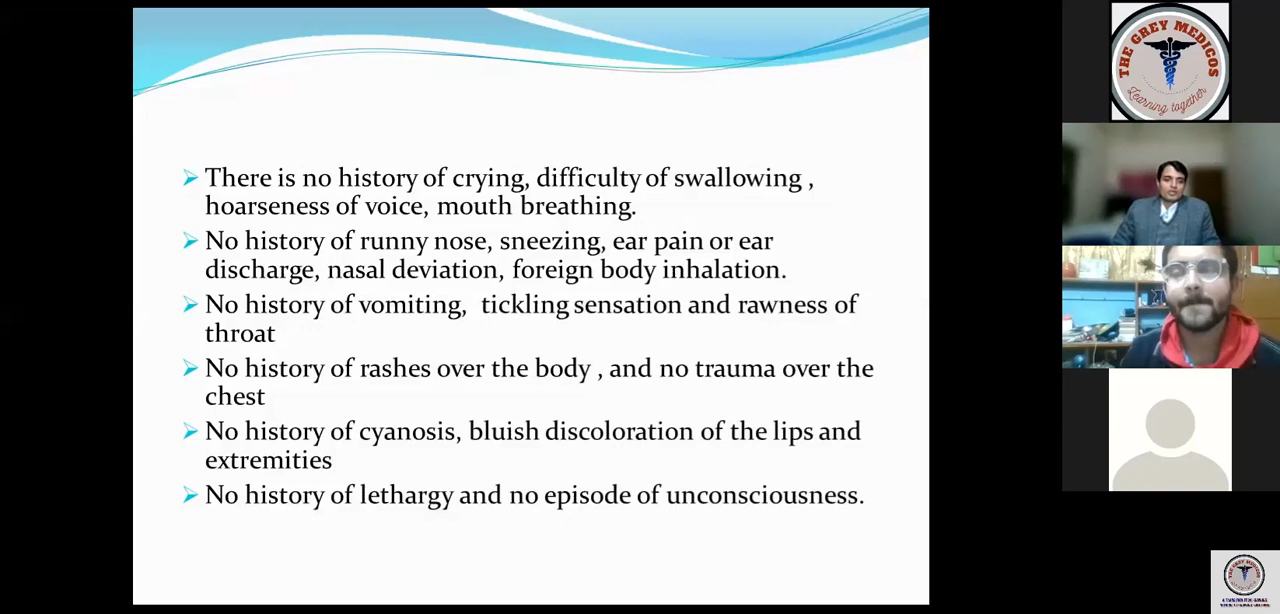 There is no history of crying, difficulty of swallowing ,
hoarseness of voice, mouth breathing.
No history of runny nose, sneezing, ear pain or ear
discharge, nasal deviation, foreign body inhalation.
No history of vomiting, tickling sensation and rawness of
throat
No history of rashes over the body , and no trauma over the
chest
No history of cyanosis, bluish discoloration of the lips and
extremities
No history of lethargy and no episode of unconsciousness.
THE GREY MEDICOS
Learning together
THE GREY MEDICOS